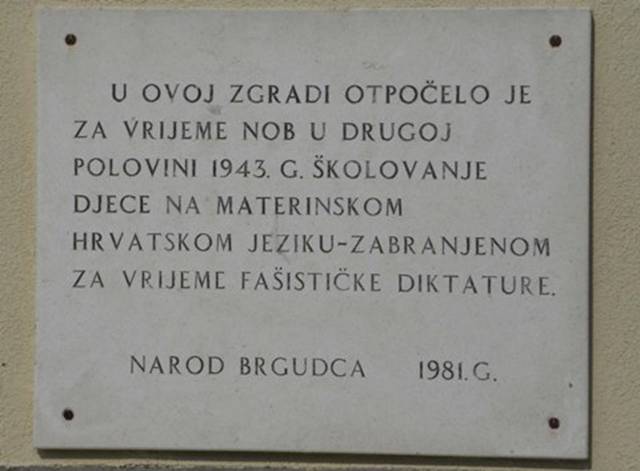 U OVOJ ZGRADI OTPOČELO JE
ZA VRIJEME NOB U DRUGOJ
POLOVINI 1943. G. ŠKOLOVANJE
DJECE NA MATERINSKOM
HRVATSKOM JEZIKU-ZABRANJENOM
ZA VRIJEME FAŠISTIČKE DIKTATURE.
NAROD BRGUDCA 1981. G.